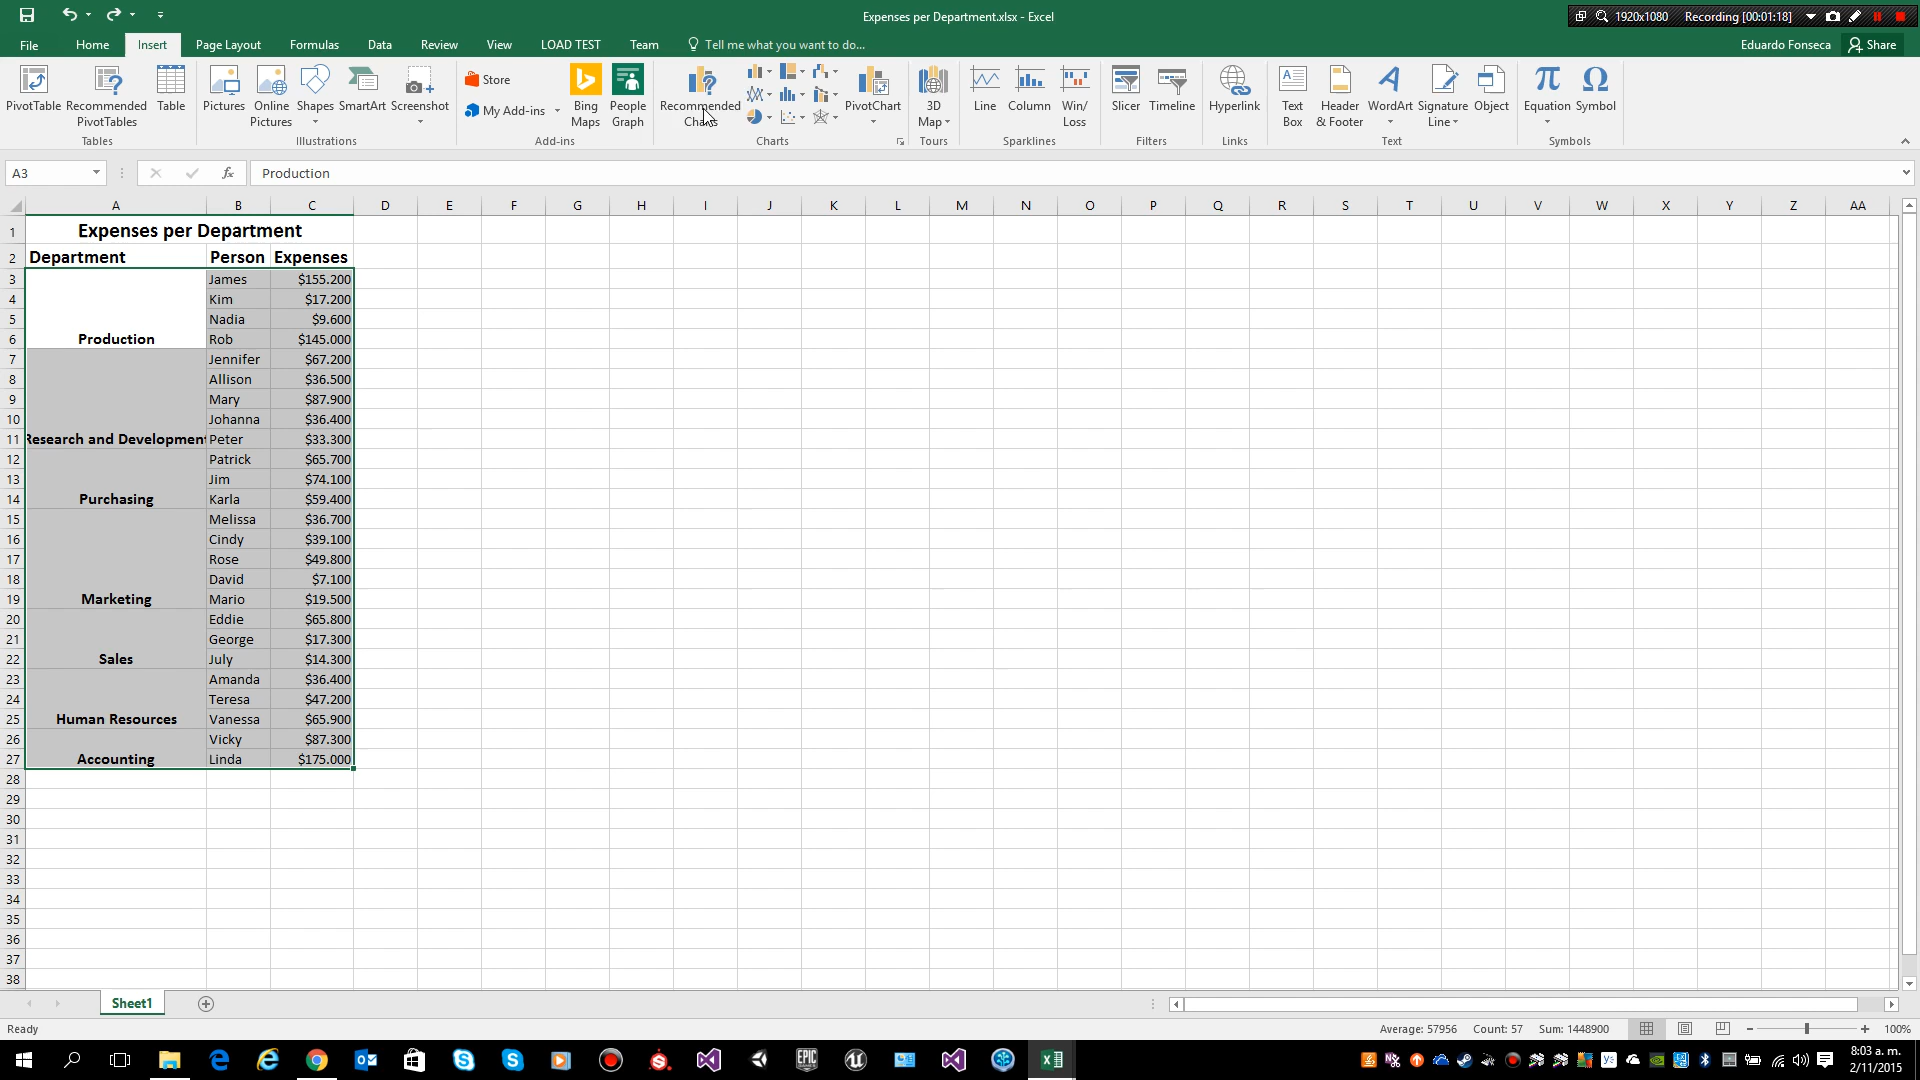 Expenses per Department.xlsx - Excel
1920x1080 Recording [00:01:18]
File Home Insert Page Layout Formulas Data Review View LOAD TEST Team Tell me what you want to do... Eduardo Fonseca Share
PivotTable Recommended PivotTables Table Pictures Online Pictures Shapes SmartArt Screenshot Store My Add-ins Bing Maps People Graph Recommended Charts PivotChart 3D Map Line Column Win/Loss Slicer Timeline Hyperlink Text Box Header & Footer WordArt Signature Line Object Equation Symbol
Tables Illustrations Add-ins Charts Tours Sparklines Filters Links Text Symbols
A3 fx Production
A B C D E F G H I J K L M N O P Q R S T U V W X Y Z AA
1 Expenses per Department
2 Department Person Expenses
3 James $155.200
4 Kim $17.200
5 Nadia $9.600
6 Production Rob $145.000
7 Jennifer $67.200
8 Allison $36.500
9 Mary $87.900
10 Johanna $36.400
11 Research and Development Peter $33.300
12 Patrick $65.700
13 Jim $74.100
14 Purchasing Karla $59.400
15 Melissa $36.700
16 Cindy $39.100
17 Rose $49.800
18 David $7.100
19 Marketing Mario $19.500
20 Eddie $65.800
21 George $17.300
22 Sales July $14.300
23 Amanda $36.400
24 Teresa $47.200
25 Human Resources Vanessa $65.900
26 Vicky $87.300
27 Accounting Linda $175.000
28
29
30
31
32
33
34
35
36
37
38
Sheet1
Ready Average: 57956 Count: 57 Sum: 1448900 100%
8:03 a. m.
2/11/2015